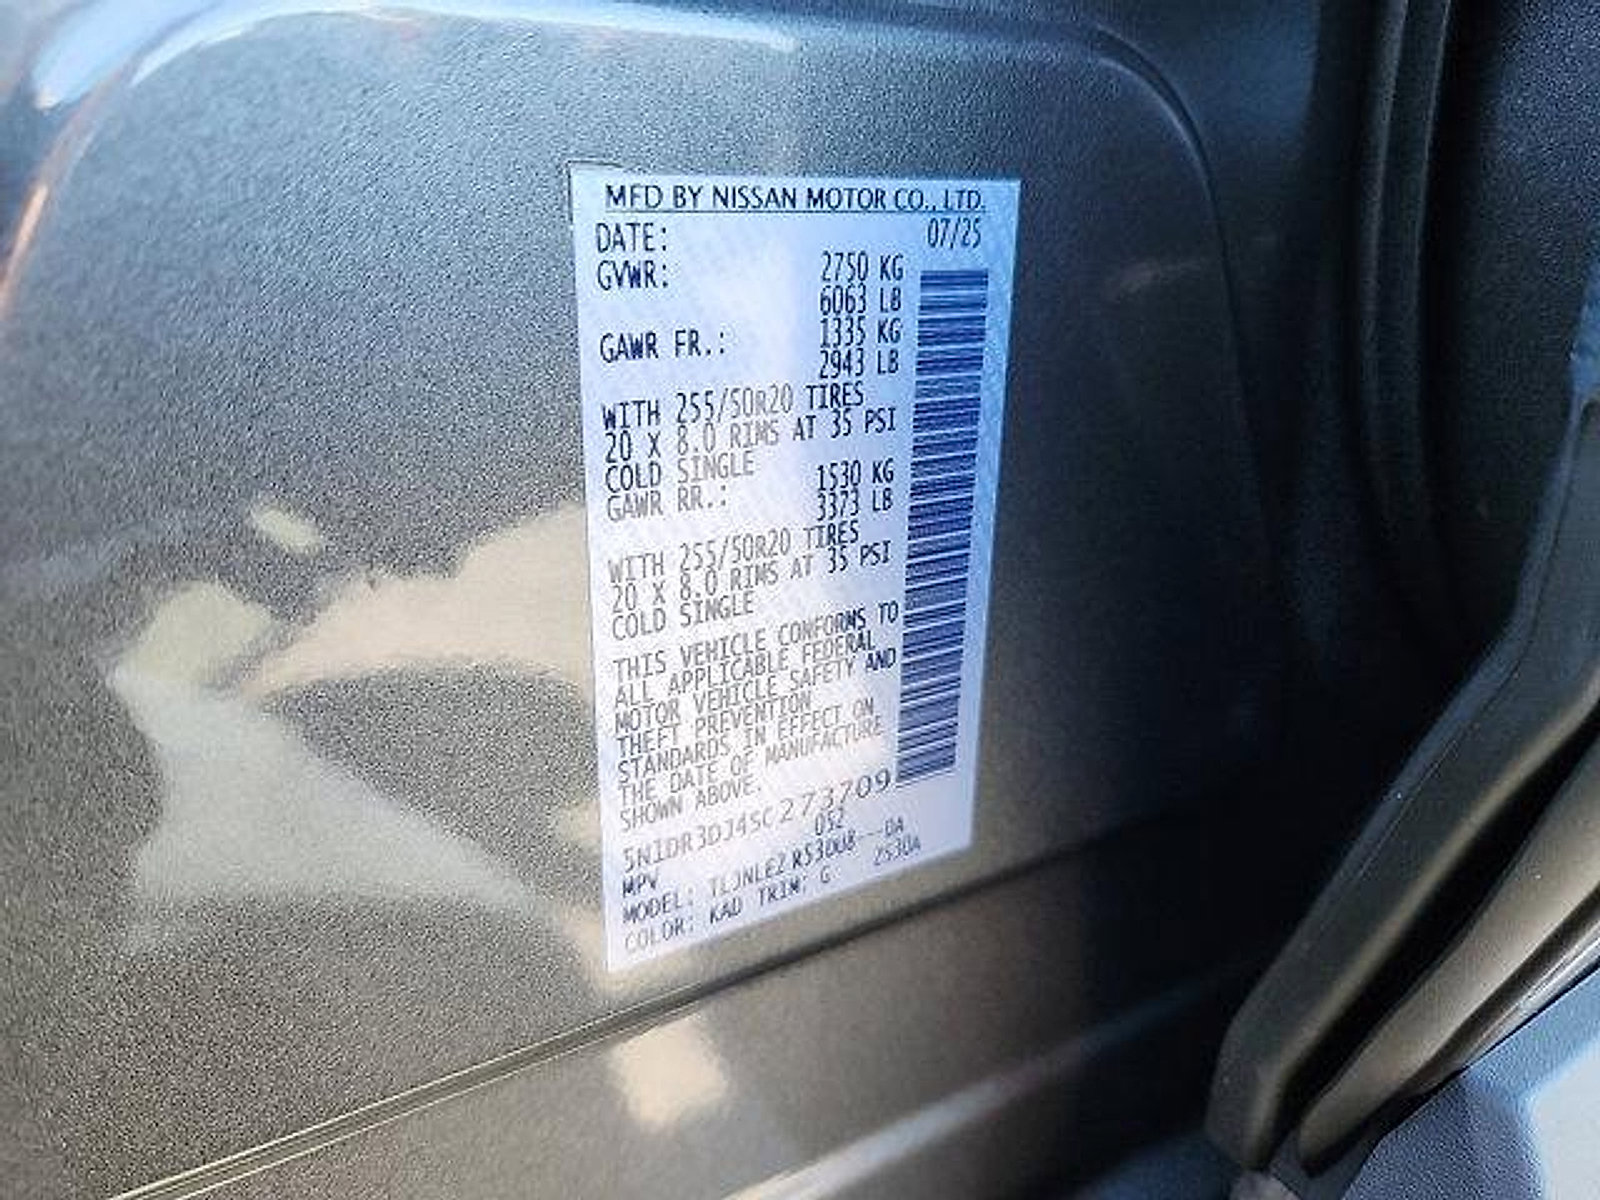 MFD BY NISSAN MOTOR CO., LTD.
DATE: 07/25
GVWR: 2750 KG
6063 LB
GAWR FR.: 1335 KG
2943 LB
WITH 255/50R20 TIRES
20 X 8.0 RIMS AT 35 PSI
COLD SINGLE
GAWR RR.: 1530 KG
3373 LB
WITH 255/50R20 TIRES
20 X 8.0 RIMS AT 35 PSI
COLD SINGLE
THIS VEHICLE CONFORMS TO
ALL APPLICABLE FEDERAL
MOTOR VEHICLE SAFETY AND
THEFT PREVENTION
STANDARDS IN EFFECT ON
THE DATE OF MANUFACTURE
SHOWN ABOVE.
5N1DR3DJ4SC273709
MPV 052
MODEL: R53DU8---DA
COLOR: KAD TRIM: G 2S30A